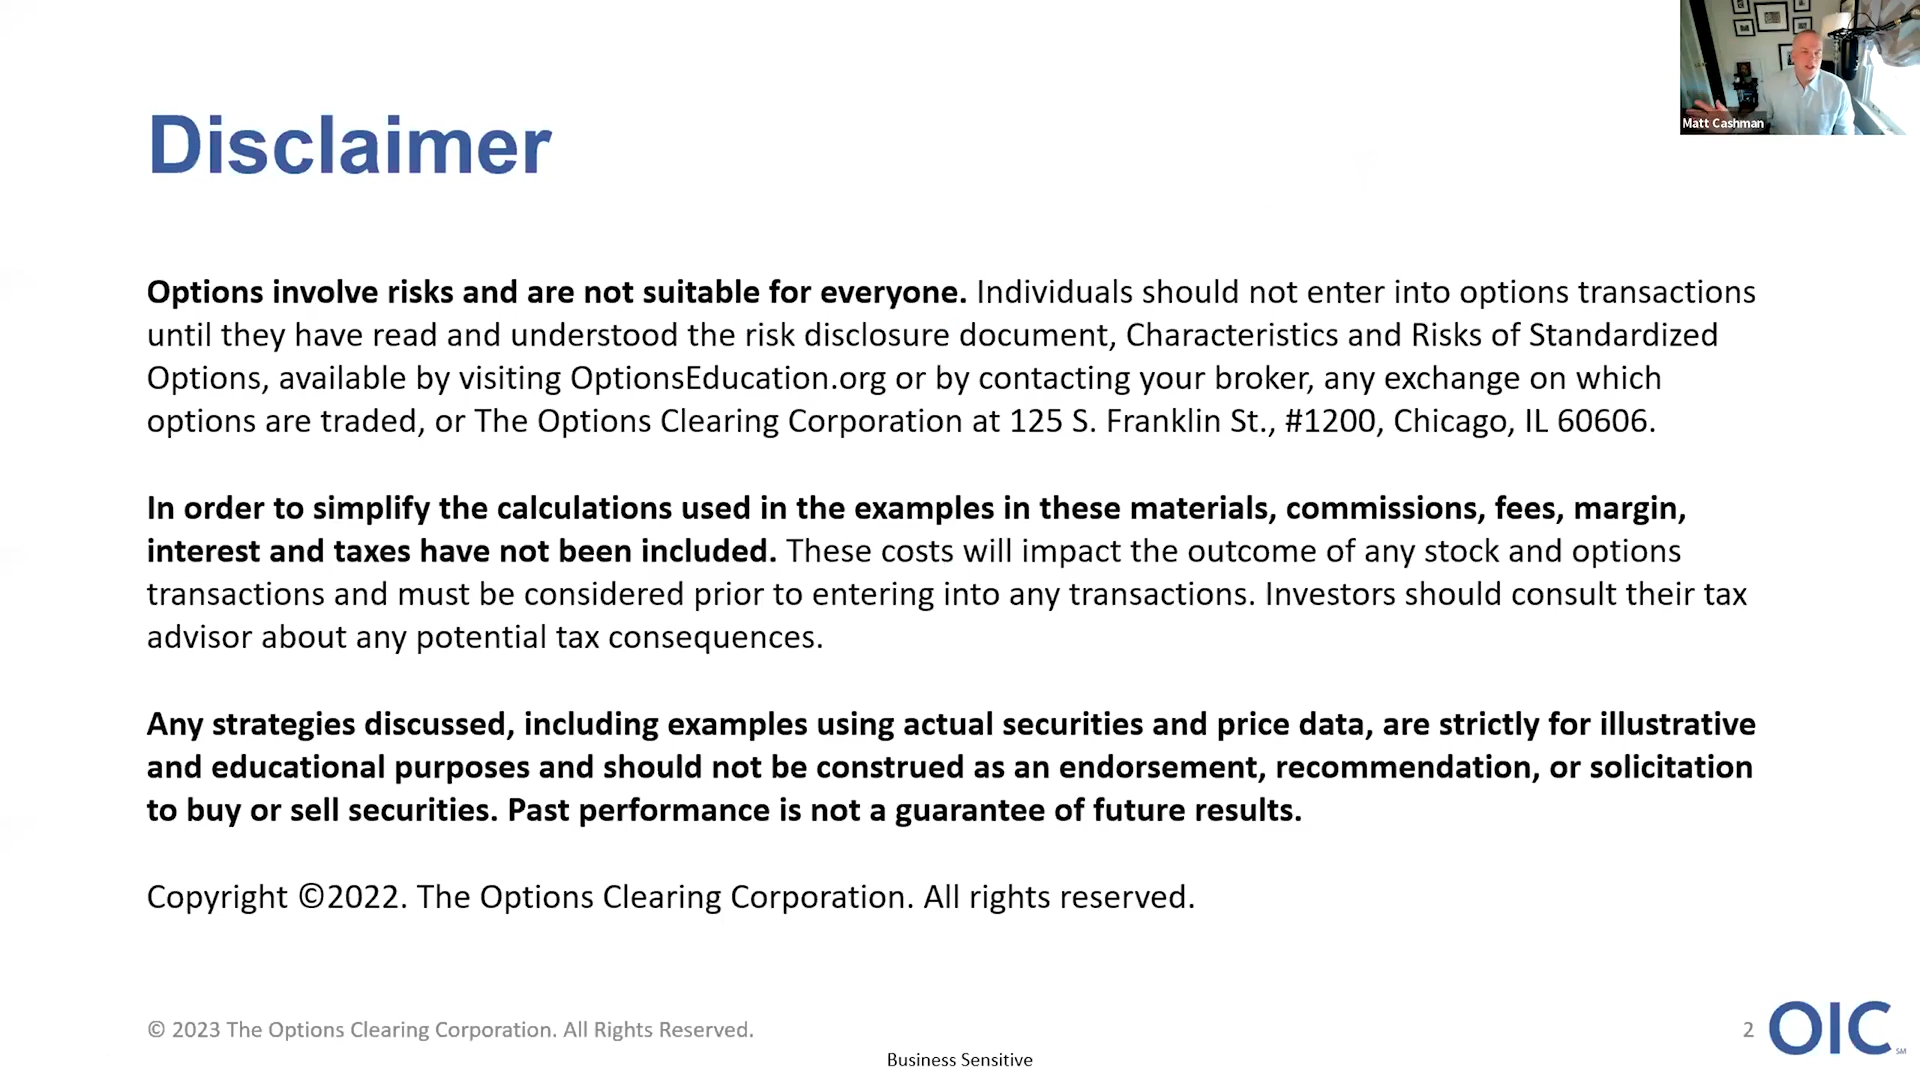 Matt Cashman
Disclaimer
Options involve risks and are not suitable for everyone. Individuals should not enter into options transactions
until they have read and understood the risk disclosure document, Characteristics and Risks of Standardized
Options, available by visiting OptionsEducation.org or by contacting your broker, any exchange on which
options are traded, or The Options Clearing Corporation at 125 S. Franklin St., #1200, Chicago, IL 60606.
In order to simplify the calculations used in the examples in these materials, commissions, fees, margin,
interest and taxes have not been included. These costs will impact the outcome of any stock and options
transactions and must be considered prior to entering into any transactions. Investors should consult their tax
advisor about any potential tax consequences.
Any strategies discussed, including examples using actual securities and price data, are strictly for illustrative
and educational purposes and should not be construed as an endorsement, recommendation, or solicitation
to buy or sell securities. Past performance is not a guarantee of future results.
Copyright ©2022. The Options Clearing Corporation. All rights reserved.
© 2023 The Options Clearing Corporation. All Rights Reserved.
2
OIC
SM
Business Sensitive